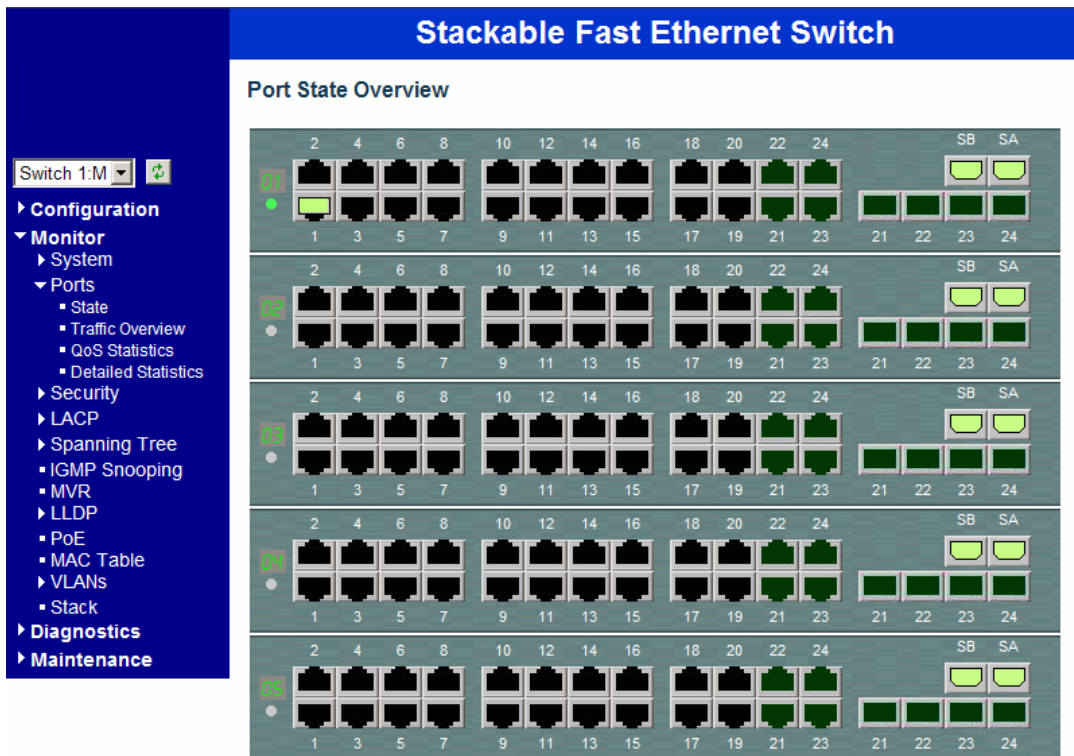 Stackable Fast Ethernet Switch
Port State Overview
Switch 1:M
Configuration
Monitor
System
Ports
State
Traffic Overview
QoS Statistics
Detailed Statistics
Security
LACP
Spanning Tree
IGMP Snooping
MVR
LLDP
PoE
MAC Table
VLANs
Stack
Diagnostics
Maintenance
2 4 6 8 10 12 14 16 18 20 22 24 SB SA
01
1 3 5 7 9 11 13 15 17 19 21 23 21 22 23 24
2 4 6 8 10 12 14 16 18 20 22 24 SB SA
02
1 3 5 7 9 11 13 15 17 19 21 23 21 22 23 24
2 4 6 8 10 12 14 16 18 20 22 24 SB SA
03
1 3 5 7 9 11 13 15 17 19 21 23 21 22 23 24
2 4 6 8 10 12 14 16 18 20 22 24 SB SA
04
1 3 5 7 9 11 13 15 17 19 21 23 21 22 23 24
2 4 6 8 10 12 14 16 18 20 22 24 SB SA
05
1 3 5 7 9 11 13 15 17 19 21 23 21 22 23 24